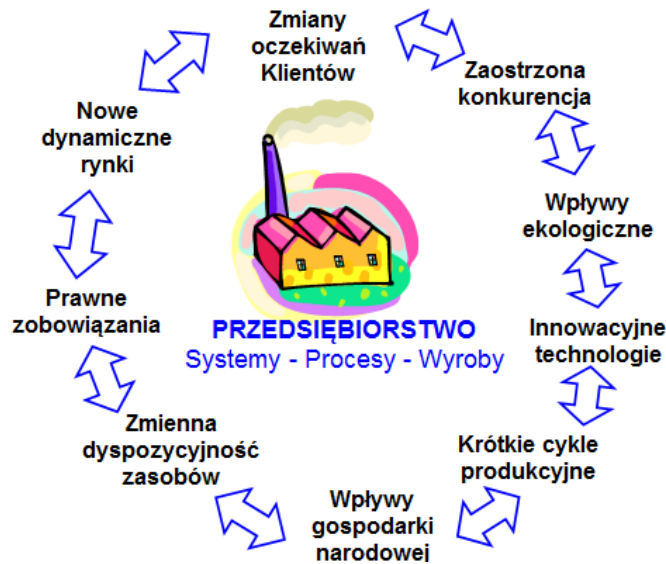 Zmiany
oczekiwań
Klientów
Zaostrzona
konkurencja
Wpływy
ekologiczne
Innowacyjne
technologie
Krótkie cykle
produkcyjne
Wpływy
gospodarki
narodowej
Zmienna
dyspozycyjność
zasobów
Prawne
zobowiązania
Nowe
dynamiczne
rynki
PRZEDSIĘBIORSTWO
Systemy - Procesy - Wyroby